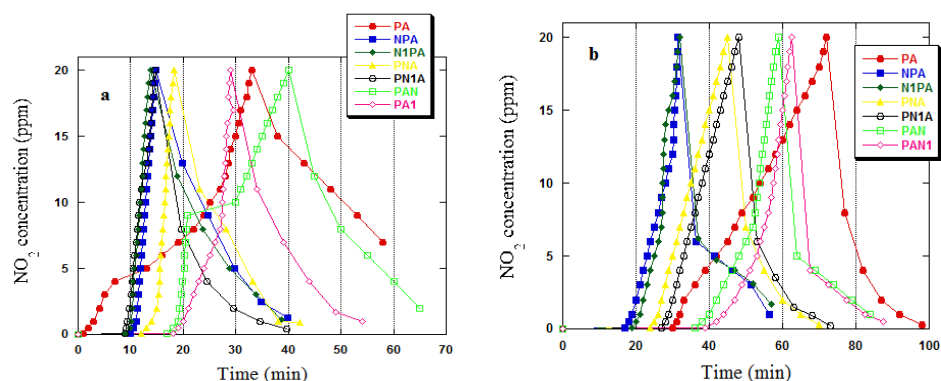 a
PA
NPA
N1PA
PNA
PN1A
PAN
PA1
NO2 concentration (ppm)
20
15
10
5
0
0 10 20 30 40 50 60 70
Time (min)
b
PA
NPA
N1PA
PNA
PN1A
PAN
PAN1
NO2 concentration (ppm)
20
15
10
5
0
0 20 40 60 80 100
Time (min)